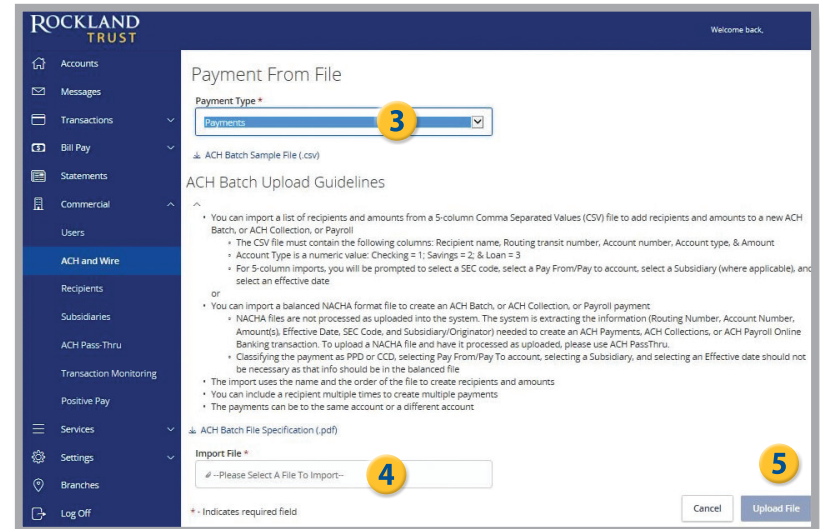 ROCKLAND
TRUST
Welcome back,
Accounts
Messages
Transactions
Bill Pay
Statements
Commercial
Users
ACH and Wire
Recipients
Subsidiaries
ACH Pass-Thru
Transaction Monitoring
Positive Pay
Services
Settings
Branches
Log Off
Payment From File
Payment Type *
Payments
3
ACH Batch Sample File (.csv)
ACH Batch Upload Guidelines
• You can import a list of recipients and amounts from a 5-column Comma Separated Values (CSV) file to add recipients and amounts to a new ACH
Batch, or ACH Collection, or Payroll
The CSV file must contain the following columns: Recipient name, Routing transit number, Account number, Account type, & Amount
Account Type is a numeric value: Checking = 1; Savings = 2; & Loan = 3
For 5-column imports, you will be prompted to select a SEC code, select a Pay From/Pay to account, select a Subsidiary (where applicable), and
select an effective date
or
• You can import a balanced NACHA format file to create an ACH Batch, or ACH Collection, or Payroll payment
NACHA files are not processed as uploaded into the system. The system is extracting the information (Routing Number, Account Number,
Amount(s), Effective Date, SEC Code, and Subsidiary/Originator) needed to create an ACH Payments, ACH Collections, or ACH Payroll Online
Banking transaction. To upload a NACHA file and have it processed as uploaded, please use ACH PassThru.
Classifying the payment as PPD or CCD, selecting Pay From/Pay To account, selecting a Subsidiary, and selecting an Effective date should not
be necessary as that info should be in the balanced file
• The import uses the name and the order of the file to create recipients and amounts
• You can include a recipient multiple times to create multiple payments
• The payments can be to the same account or a different account
ACH Batch File Specification (.pdf)
Import File *
--Please Select A File To Import--
4
5
* - Indicates required field
Cancel
Upload File